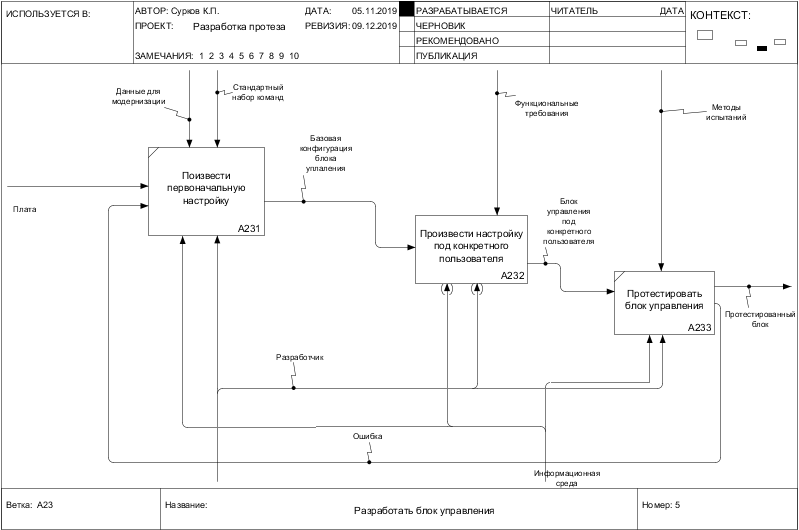 ИСПОЛЬЗУЕТСЯ В:
АВТОР: Сурков К.П.
ДАТА: 05.11.2019
ПРОЕКТ: Разработка протеза
РЕВИЗИЯ: 09.12.2019
ЗАМЕЧАНИЯ: 1 2 3 4 5 6 7 8 9 10
РАЗРАБАТЫВАЕТСЯ
ЧЕРНОВИК
РЕКОМЕНДОВАНО
ПУБЛИКАЦИЯ
ЧИТАТЕЛЬ ДАТА
КОНТЕКСТ:
Данные для
модернизации
Стандартный
набор команд
Функциональные
требования
Методы
испытаний
Поизвести
первоначальную
настройку
A231
Плата
Базовая
конфигурация
блока
уплаления
Произвести настройку
под конкретного
пользователя
A232
Блок
управления
под
конкретного
пользователя
Протестировать
блок управления
A233
Протестированный
блок
Разработчик
Ошибка
Информационная
среда
Ветка: A23
Название: Разработать блок управления
Номер: 5